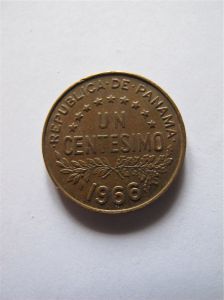 REPUBLICA·DE·PANAMA
UN
CENTESIMO
1966